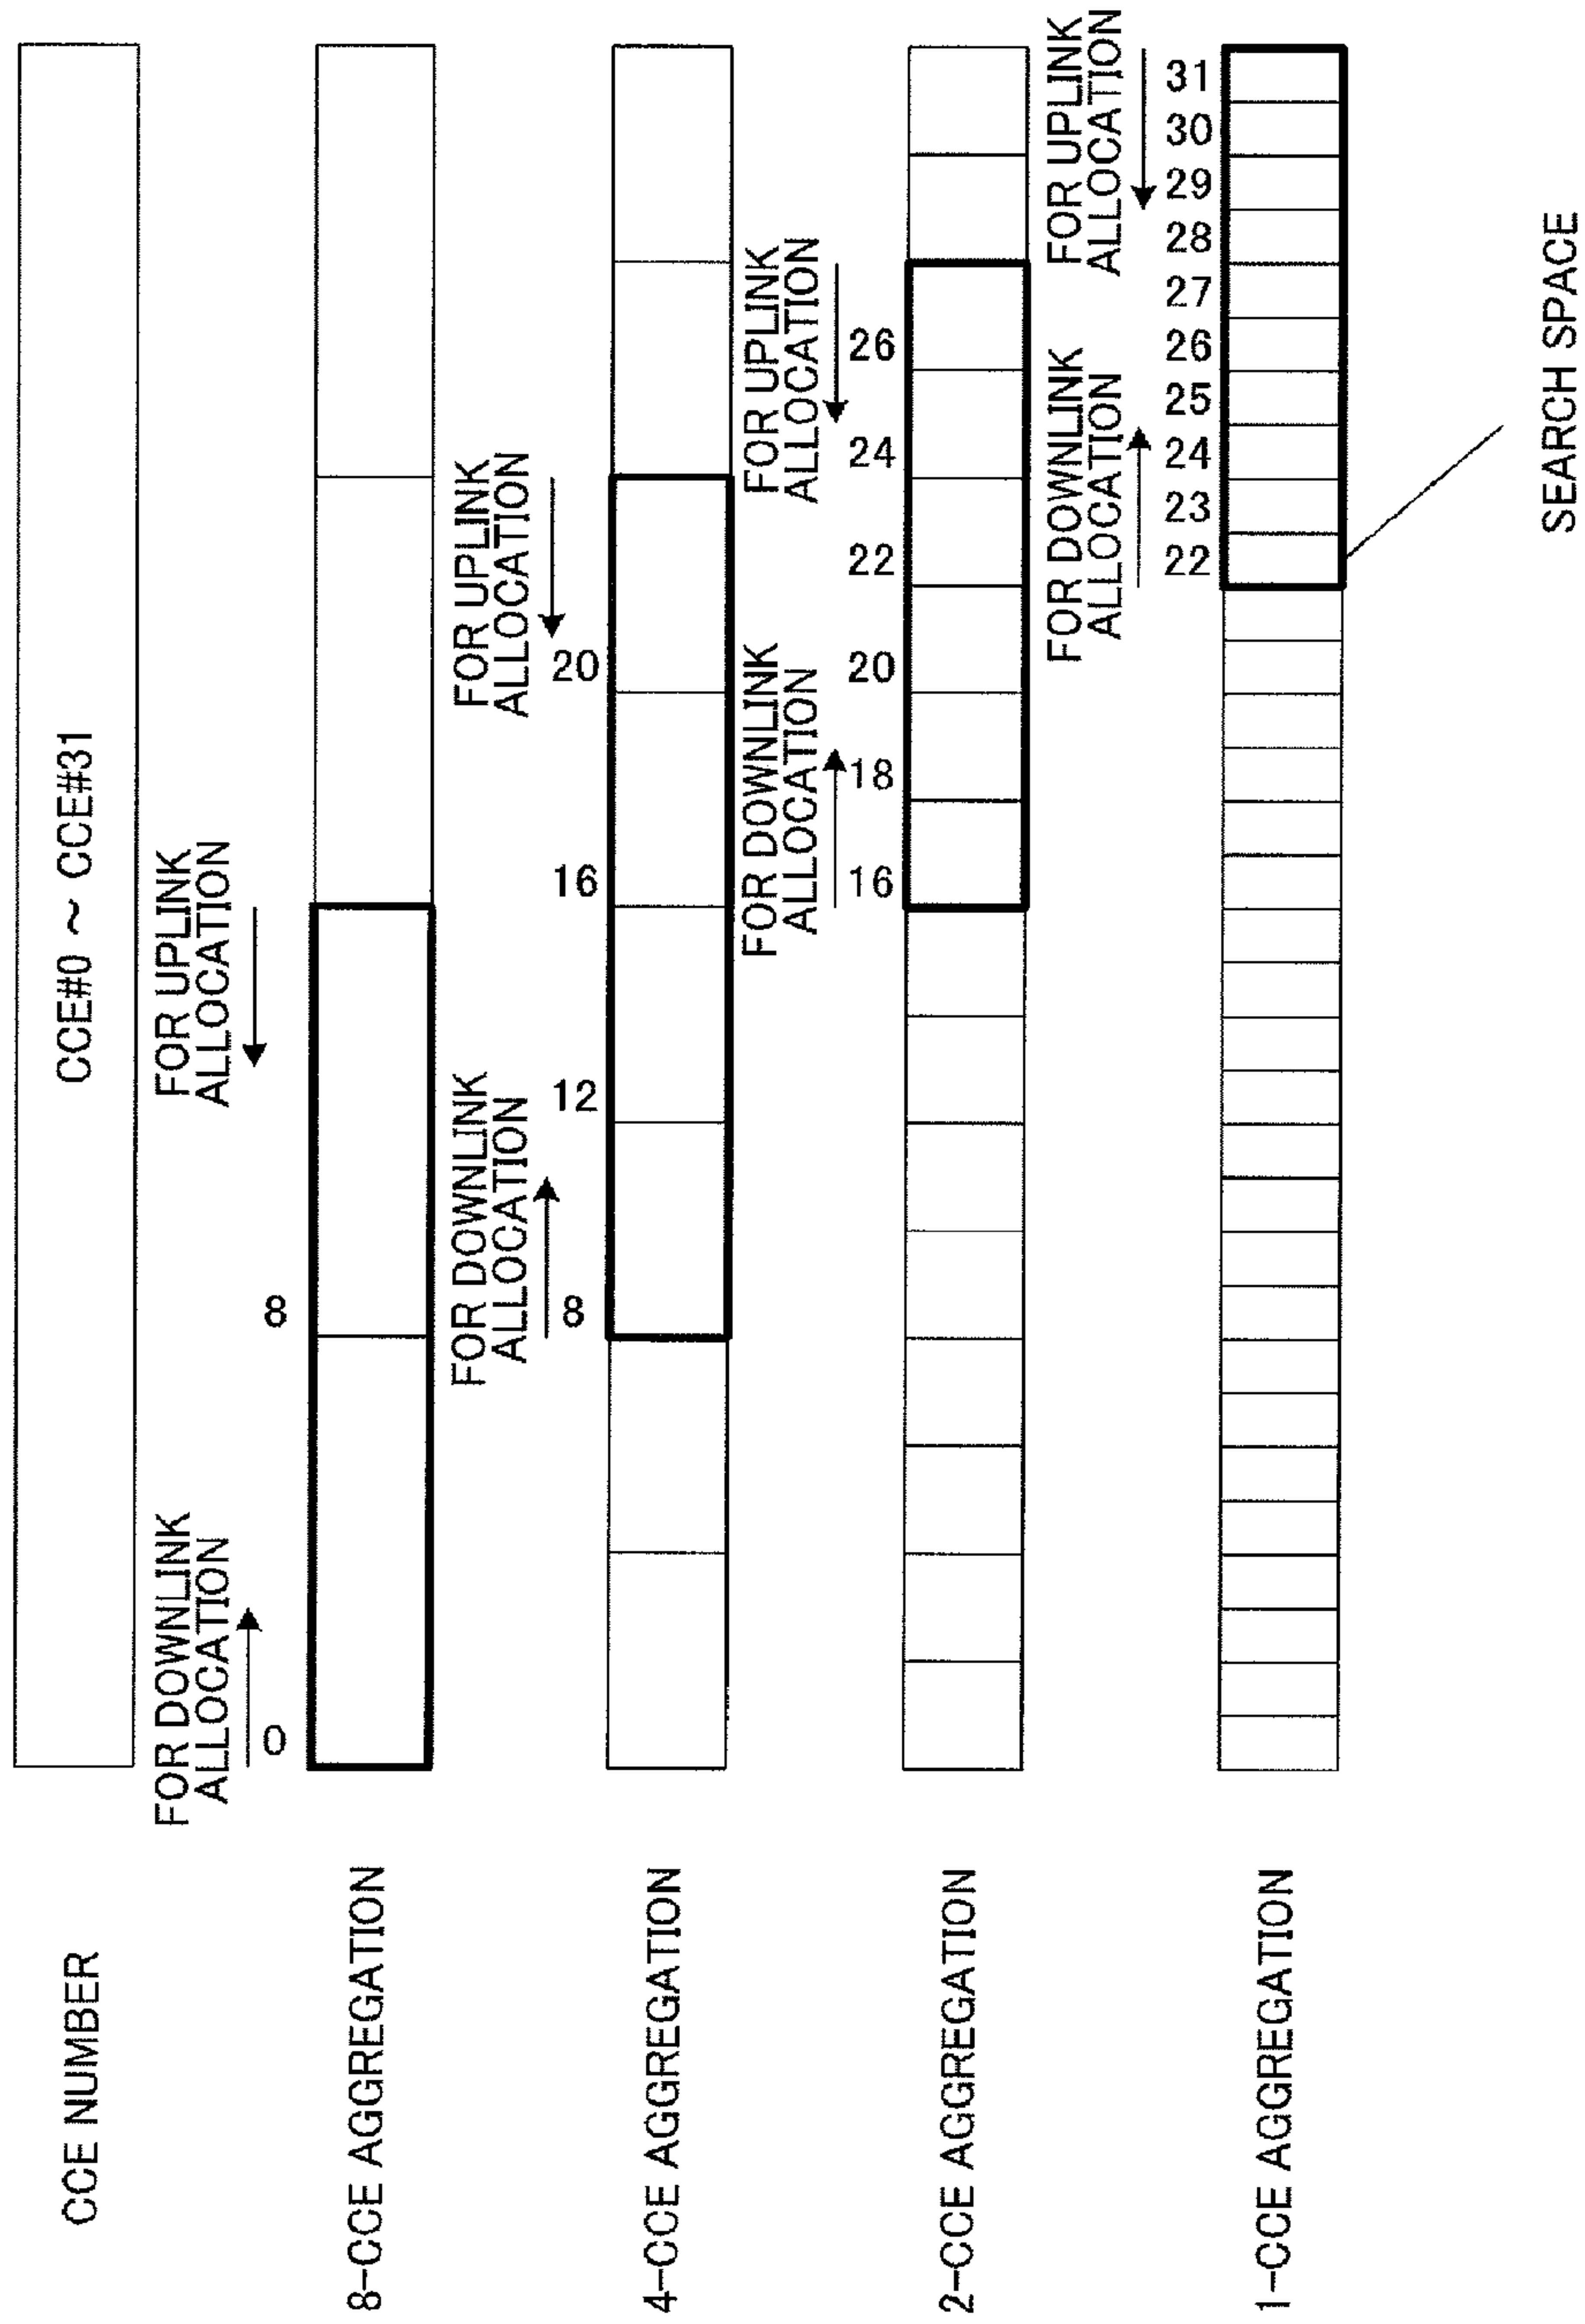 CCE NUMBER
CCE#0 ~ CCE#31
FOR DOWNLINK
ALLOCATION
FOR UPLINK
ALLOCATION
8-CCE AGGREGATION
0
8
FOR DOWNLINK
ALLOCATION
FOR UPLINK
ALLOCATION
4-CCE AGGREGATION
8
12
16
20
FOR DOWNLINK
ALLOCATION
FOR UPLINK
ALLOCATION
2-CCE AGGREGATION
16
18
20
22
24
26
FOR DOWNLINK
ALLOCATION
FOR UPLINK
ALLOCATION
1-CCE AGGREGATION
22
23
24
25
26
27
28
29
30
31
SEARCH SPACE